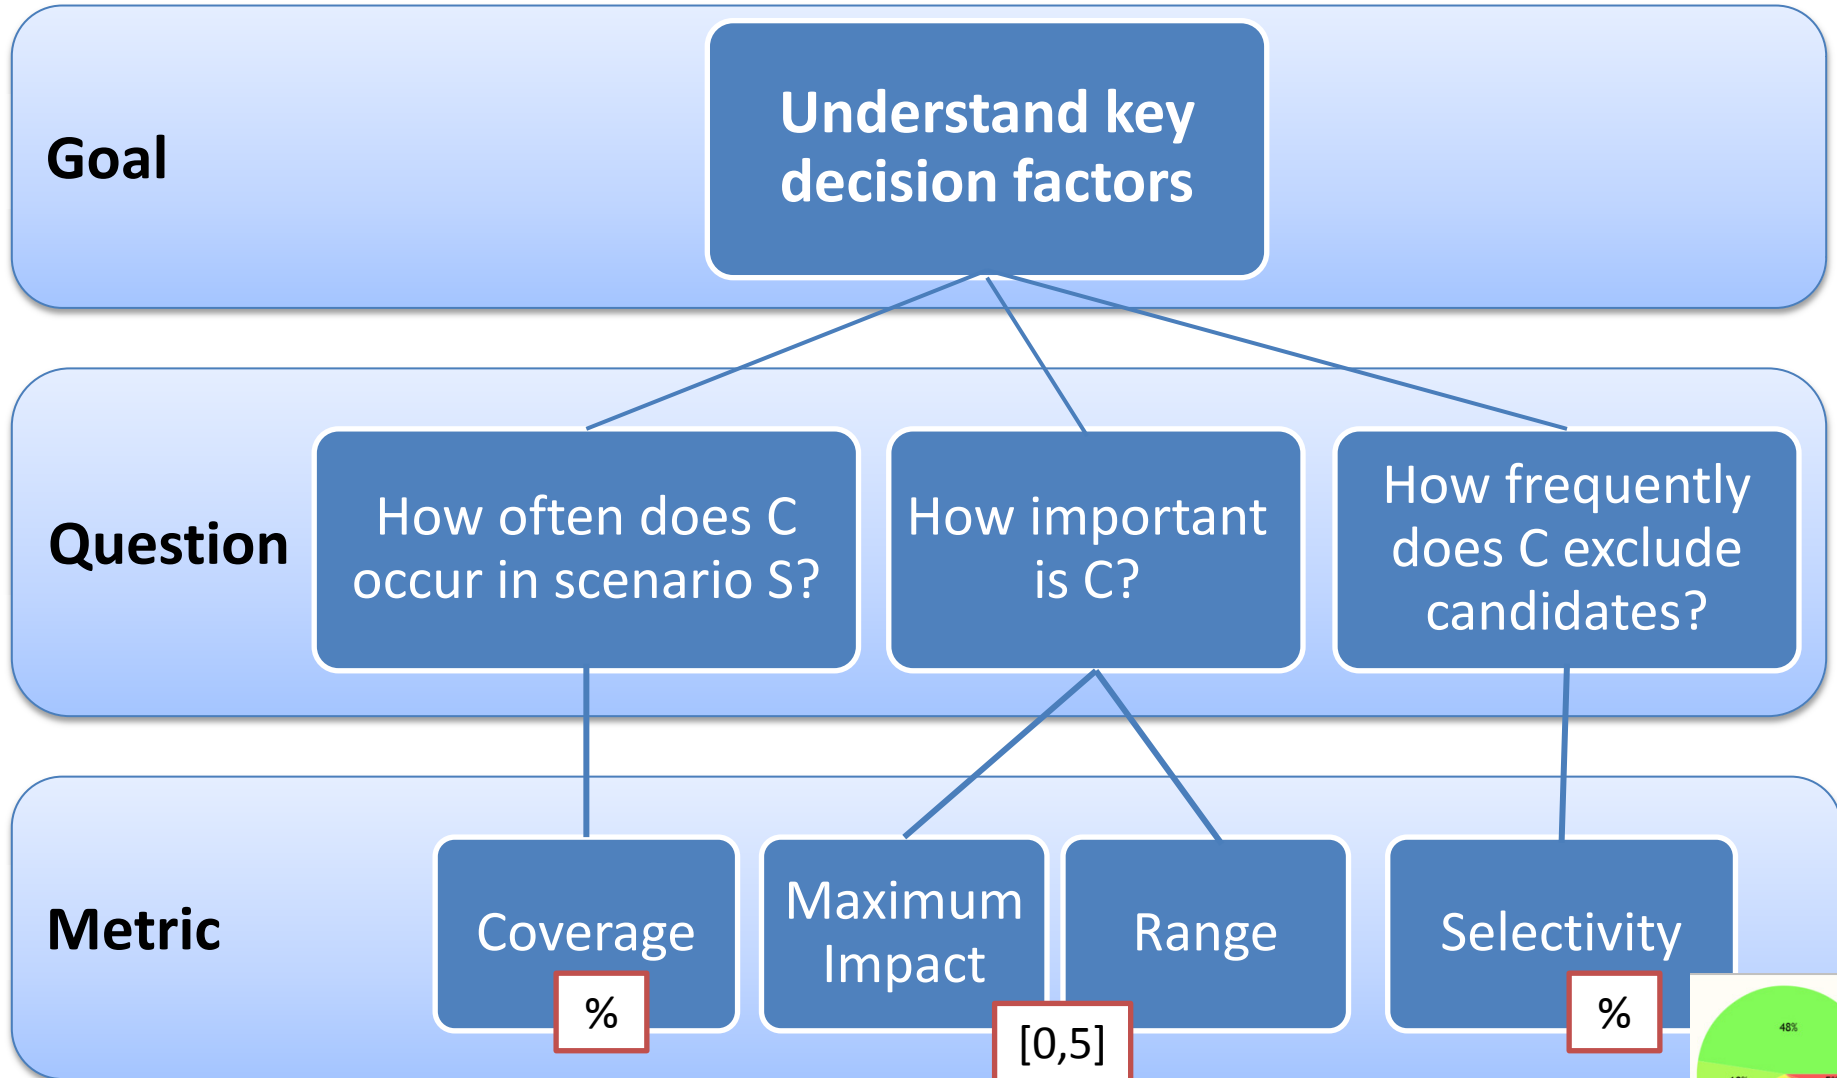 Goal
Understand key
decision factors
Question
How often does C
occur in scenario S?
How important
is C?
How frequently
does C exclude
candidates?
Metric
Coverage
%
Maximum
Impact
Range
[0,5]
Selectivity
%
48%